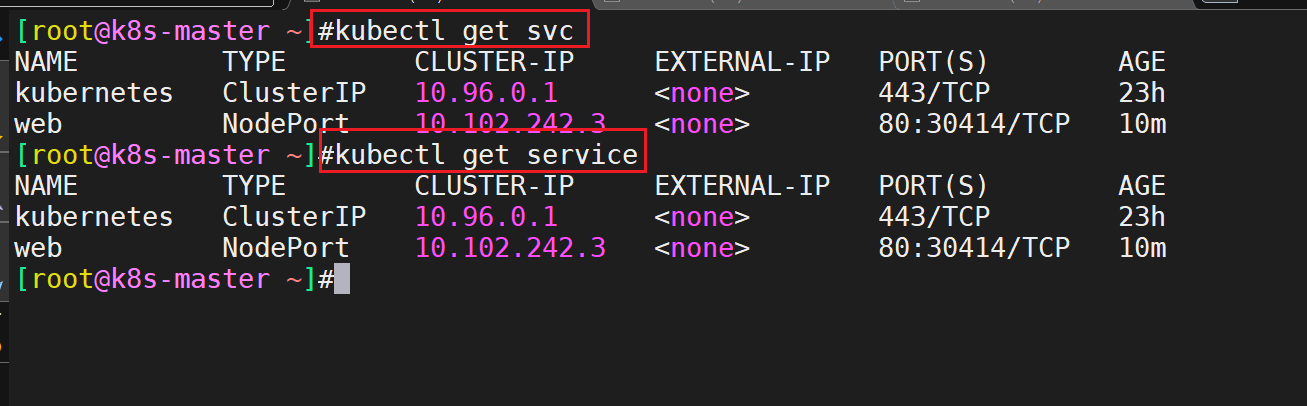 [root@k8s-master ~]#kubectl get svc
NAME         TYPE        CLUSTER-IP     EXTERNAL-IP   PORT(S)        AGE
kubernetes   ClusterIP   10.96.0.1      <none>        443/TCP        23h
web          NodePort    10.102.242.3   <none>        80:30414/TCP   10m
[root@k8s-master ~]#kubectl get service
NAME         TYPE        CLUSTER-IP     EXTERNAL-IP   PORT(S)        AGE
kubernetes   ClusterIP   10.96.0.1      <none>        443/TCP        23h
web          NodePort    10.102.242.3   <none>        80:30414/TCP   10m
[root@k8s-master ~]#